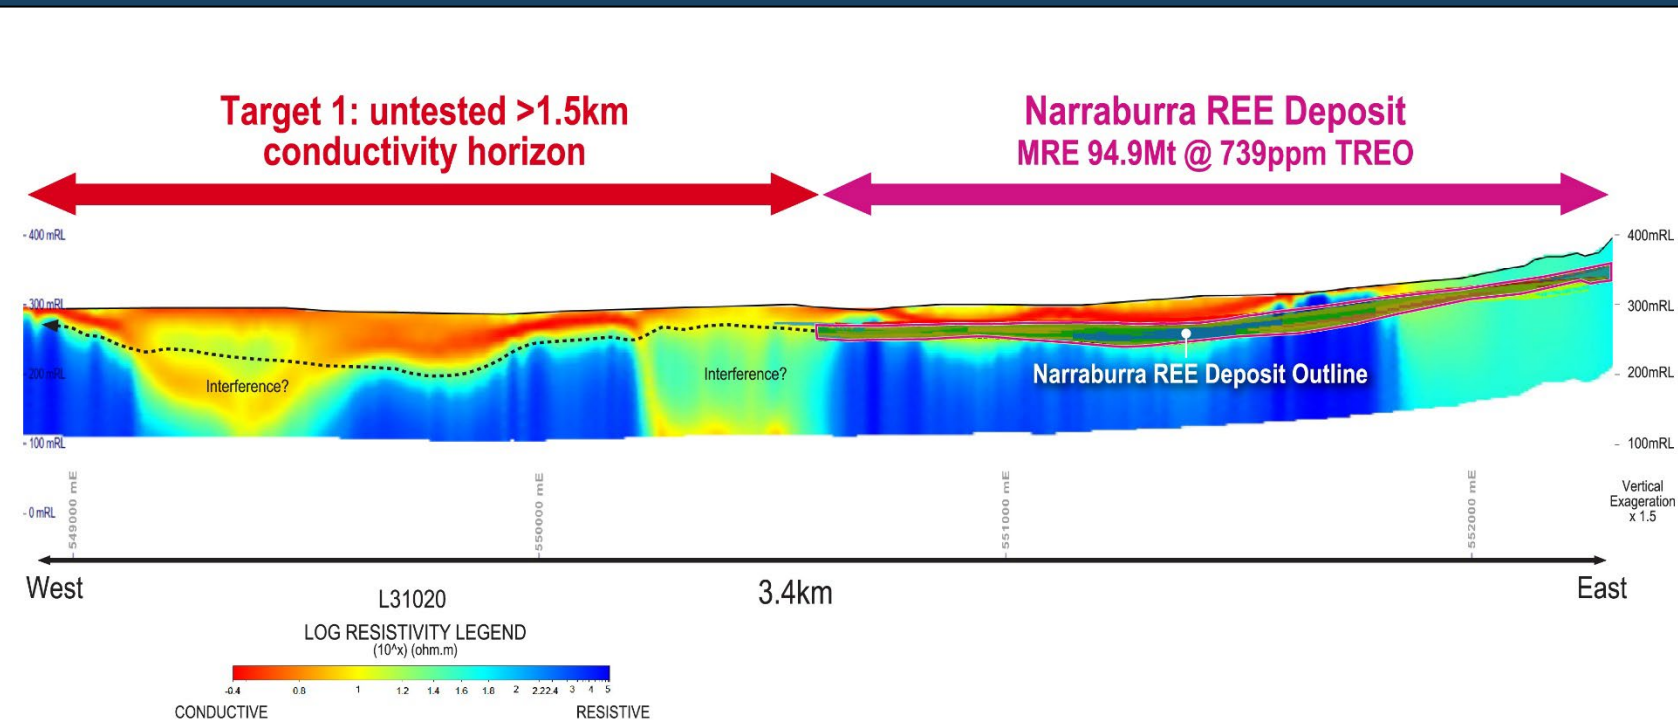 Target 1: untested >1.5km
conductivity horizon
Narraburra REE Deposit
MRE 94.9Mt @ 739ppm TREO
- 400 mRL
400mRL
- 300 mRL
300mRL
- 200 mRL
200mRL
- 100 mRL
100mRL
- 0 mRL
Interference?
Interference?
Narraburra REE Deposit Outline
549000 mE
550000 mE
551000 mE
552000 mE
Vertical
Exageration
x 1.5
West
3.4km
East
L31020
LOG RESISTIVITY LEGEND
(10^x) (ohm.m)
-0.4 0.8 1 1.2 1.4 1.6 1.8 2 2.22.4 3 4 5
CONDUCTIVE
RESISTIVE